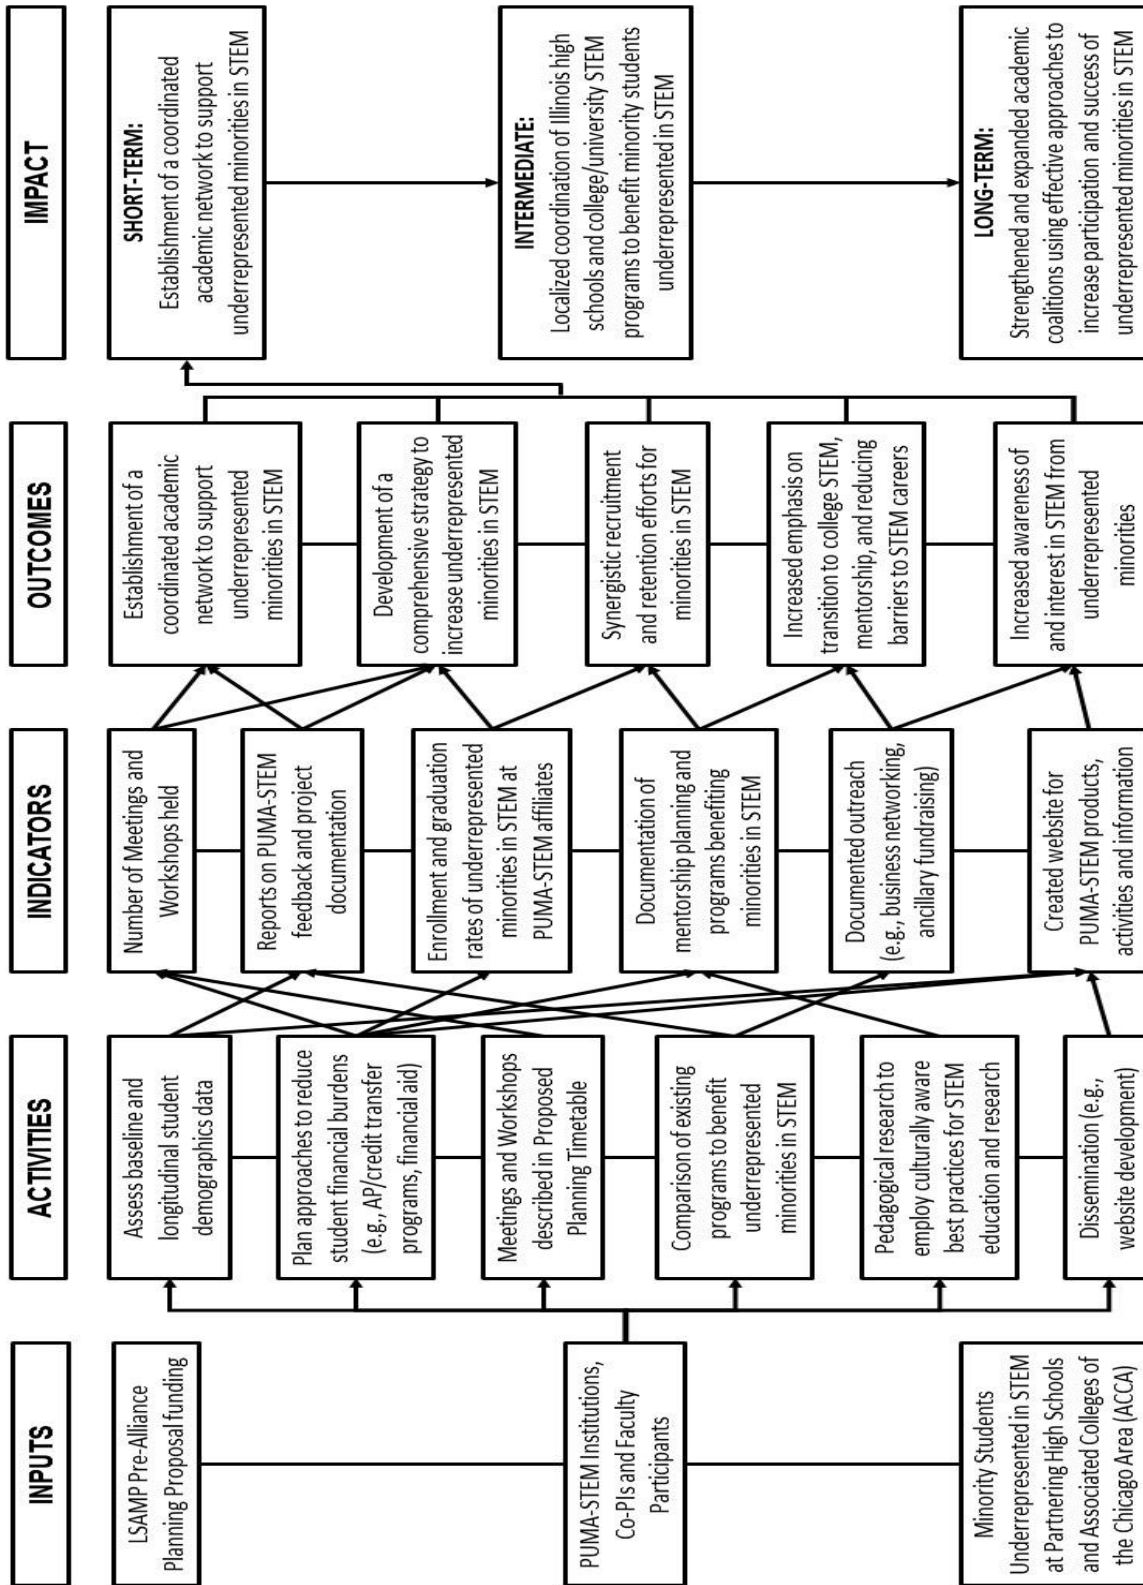 INPUTS
LSAMP Pre-Alliance
Planning Proposal funding
PUMA-STEM Institutions,
Co-PIs and Faculty
Participants
Minority Students
Underrepresented in STEM
at Partnering High Schools
and Associated Colleges of
the Chicago Area (ACCA)
ACTIVITIES
Assess baseline and
longitudinal student
demographics data
Plan approaches to reduce
student financial burdens
(e.g., AP/credit transfer
programs, financial aid)
Meetings and Workshops
described in Proposed
Planning Timetable
Comparison of existing
programs to benefit
underrepresented
minorities in STEM
Pedagogical research to
employ culturally aware
best practices for STEM
education and research
Dissemination (e.g.,
website development)
INDICATORS
Number of Meetings and
Workshops held
Reports on PUMA-STEM
feedback and project
documentation
Enrollment and graduation
rates of underrepresented
minorities in STEM at
PUMA-STEM affiliates
Documentation of
mentorship planning and
programs benefiting
minorities in STEM
Documented outreach
(e.g., business networking,
ancillary fundraising)
Created website for
PUMA-STEM products,
activities and information
OUTCOMES
Establishment of a
coordinated academic
network to support
underrepresented
minorities in STEM
Development of a
comprehensive strategy to
increase underrepresented
minorities in STEM
Synergistic recruitment
and retention efforts for
minorities in STEM
Increased emphasis on
transition to college STEM,
mentorship, and reducing
barriers to STEM careers
Increased awareness of
and interest in STEM from
underrepresented
minorities
IMPACT
SHORT-TERM:
Establishment of a coordinated
academic network to support
underrepresented minorities in STEM
INTERMEDIATE:
Localized coordination of Illinois high
schools and college/university STEM
programs to benefit minority students
underrepresented in STEM
LONG-TERM:
Strengthened and expanded academic
coalitions using effective approaches to
increase participation and success of
underrepresented minorities in STEM